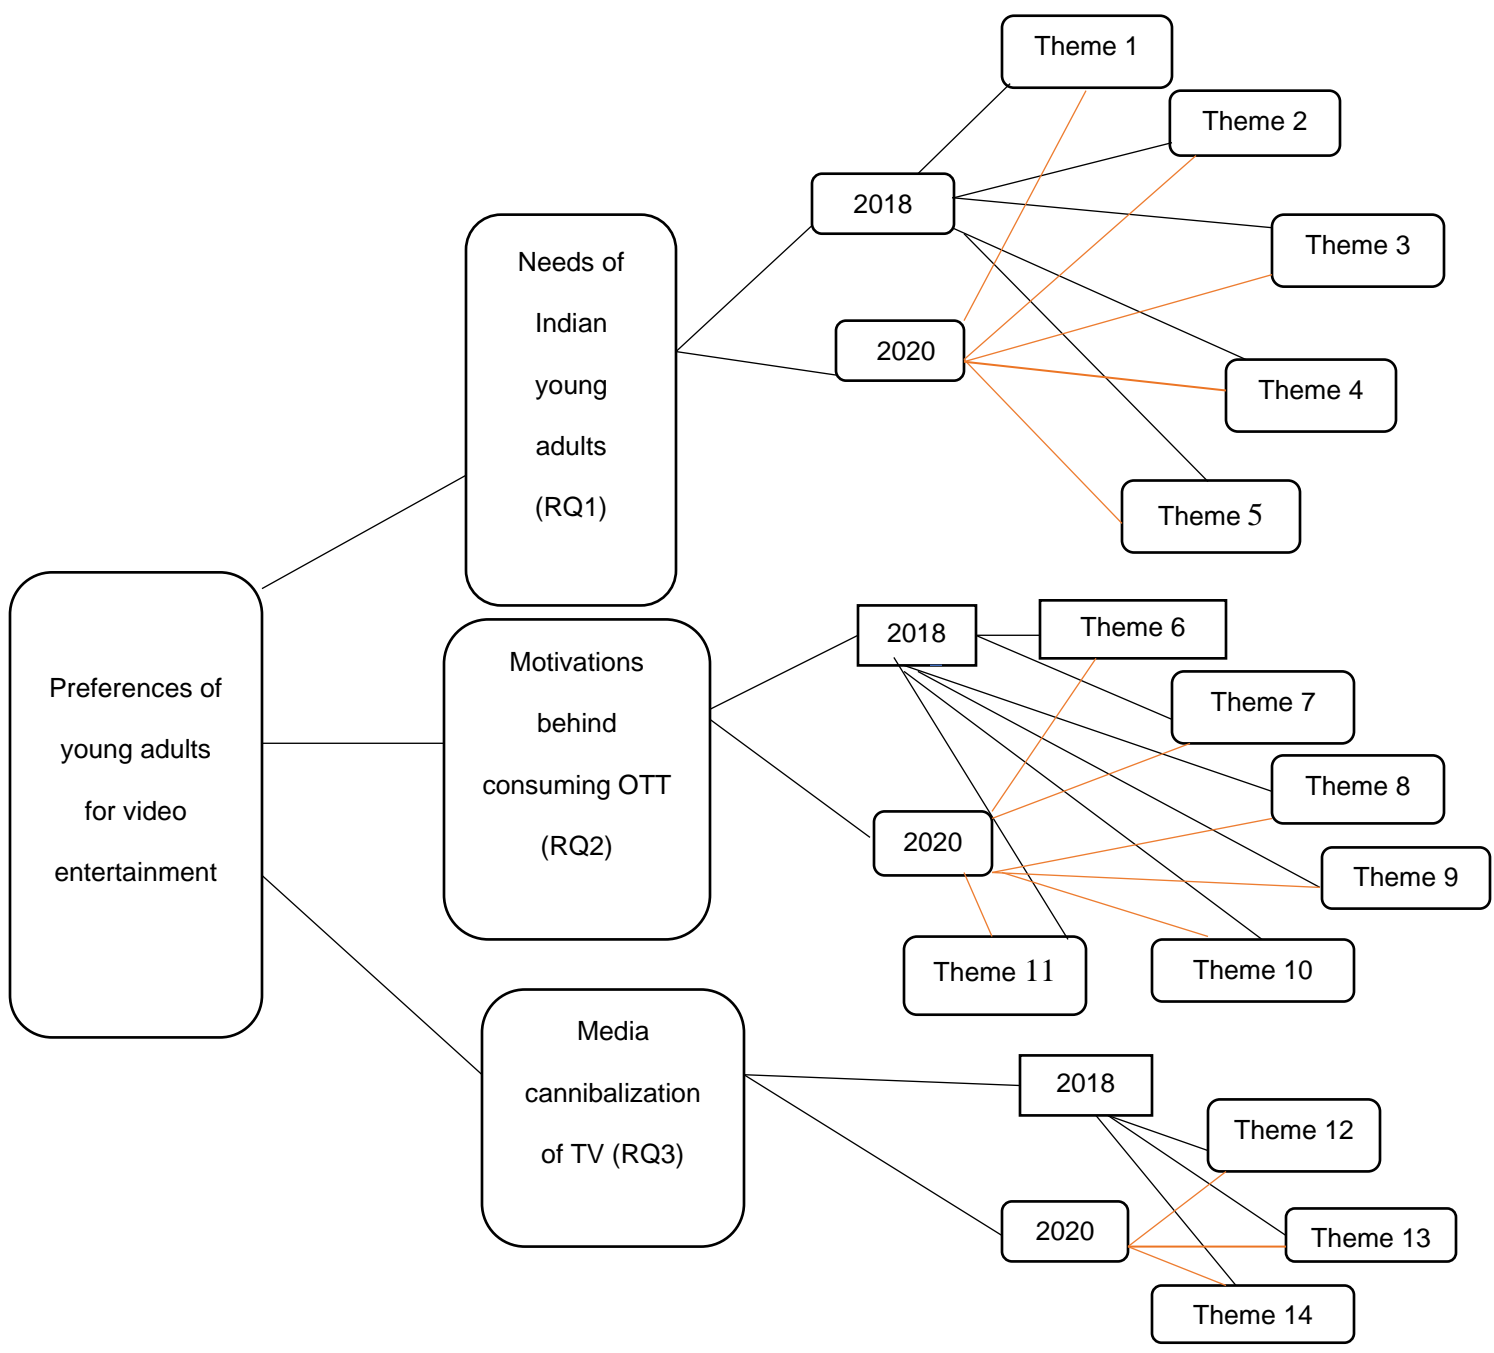 Preferences of
young adults
for video
entertainment
Needs of
Indian
young
adults
(RQ1)
2018
2020
Theme 1
Theme 2
Theme 3
Theme 4
Theme 5
Motivations
behind
consuming OTT
(RQ2)
2018
2020
Theme 6
Theme 7
Theme 8
Theme 9
Theme 10
Theme 11
Media
cannibalization
of TV (RQ3)
2018
2020
Theme 12
Theme 13
Theme 14